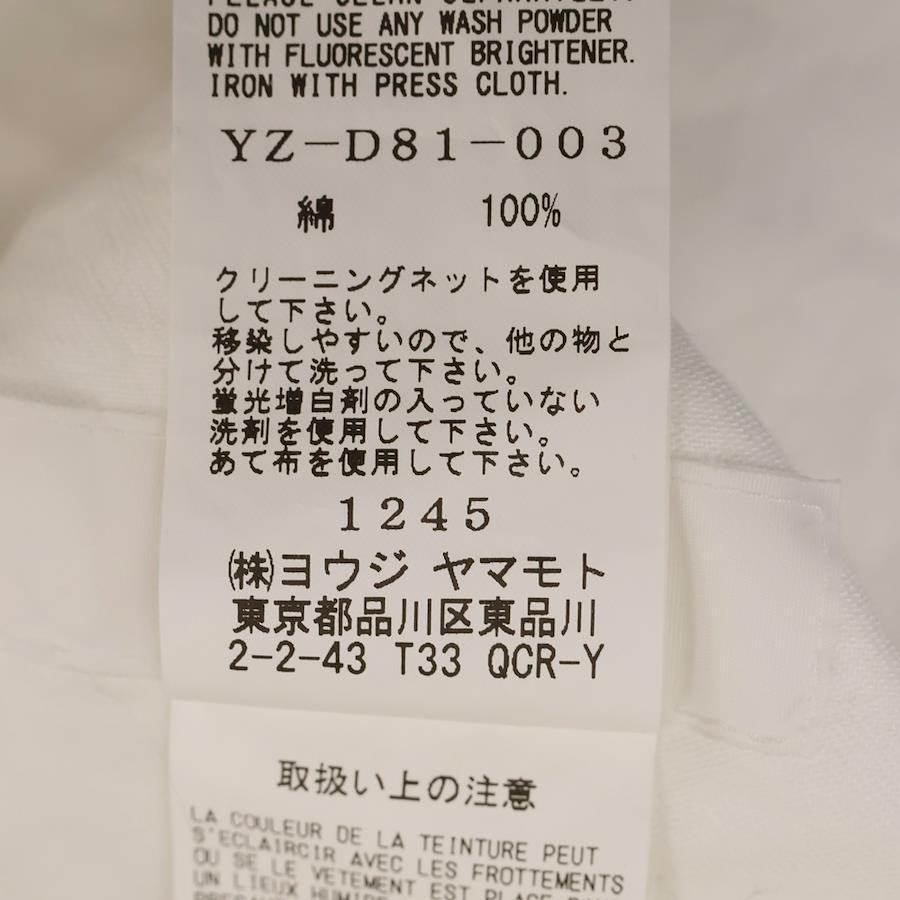 PLEASE CLEAN SEPARATELY.
DO NOT USE ANY WASH POWDER
WITH FLUORESCENT BRIGHTENER.
IRON WITH PRESS CLOTH.
YZ-D81-003
綿 100%
クリーニングネットを使用
して下さい。
移染しやすいので、他の物と
分けて洗って下さい。
蛍光増白剤の入っていない
洗剤を使用して下さい。
あて布を使用して下さい。
1245
㈱ヨウジ ヤマモト
東京都品川区東品川
2-2-43 T33 QCR-Y
取扱い上の注意
LA COULEUR DE LA TEINTURE PEUT
S'ECLAIRCIR AVEC LES FROTTEMENTS
OU SE LE VETEMENT EST PLACE
UN LIEUX